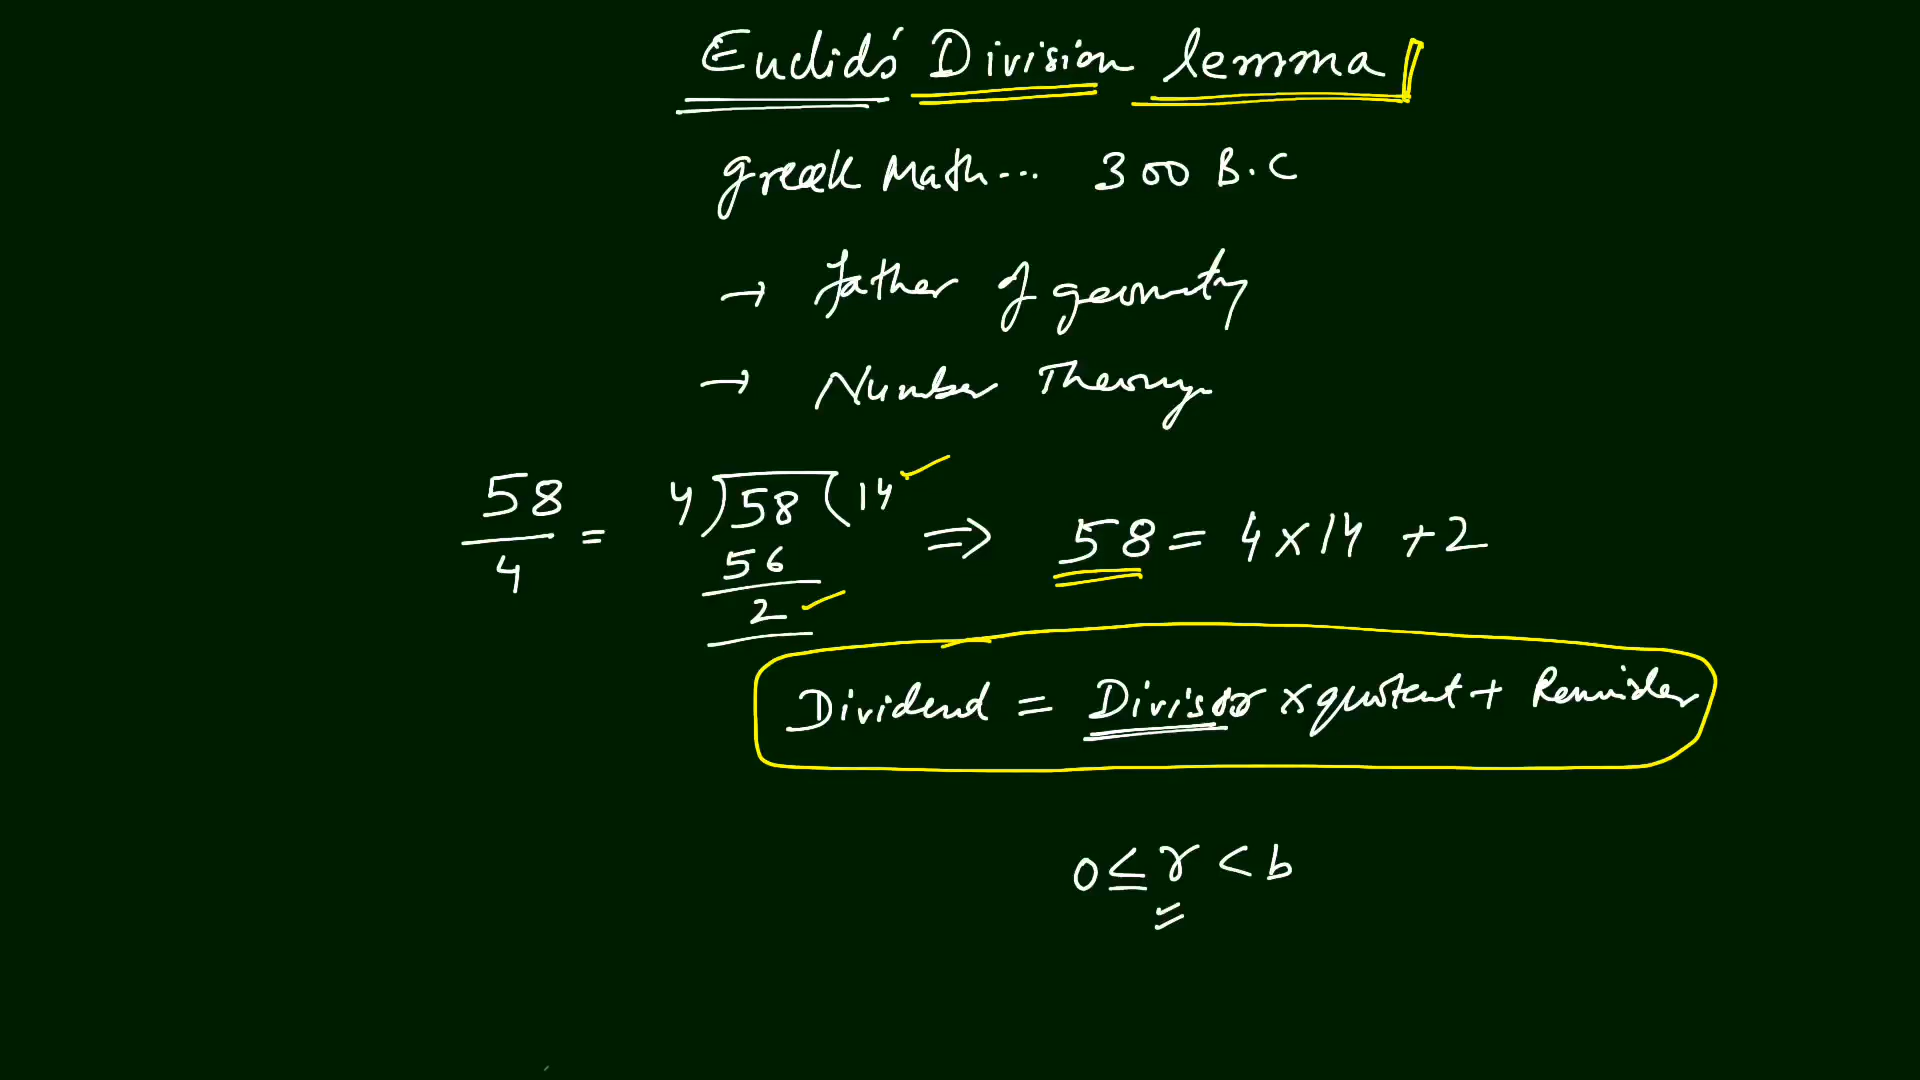 Euclid's Division lemma
Greek Math... 300 B.C
→ Father of geometry
→ Number Theory
58/4 = 4)58(14 ⇒ 58 = 4×14 +2
56
2
Dividend = Divisor × quotient + Remainder
0 ≤ r < b